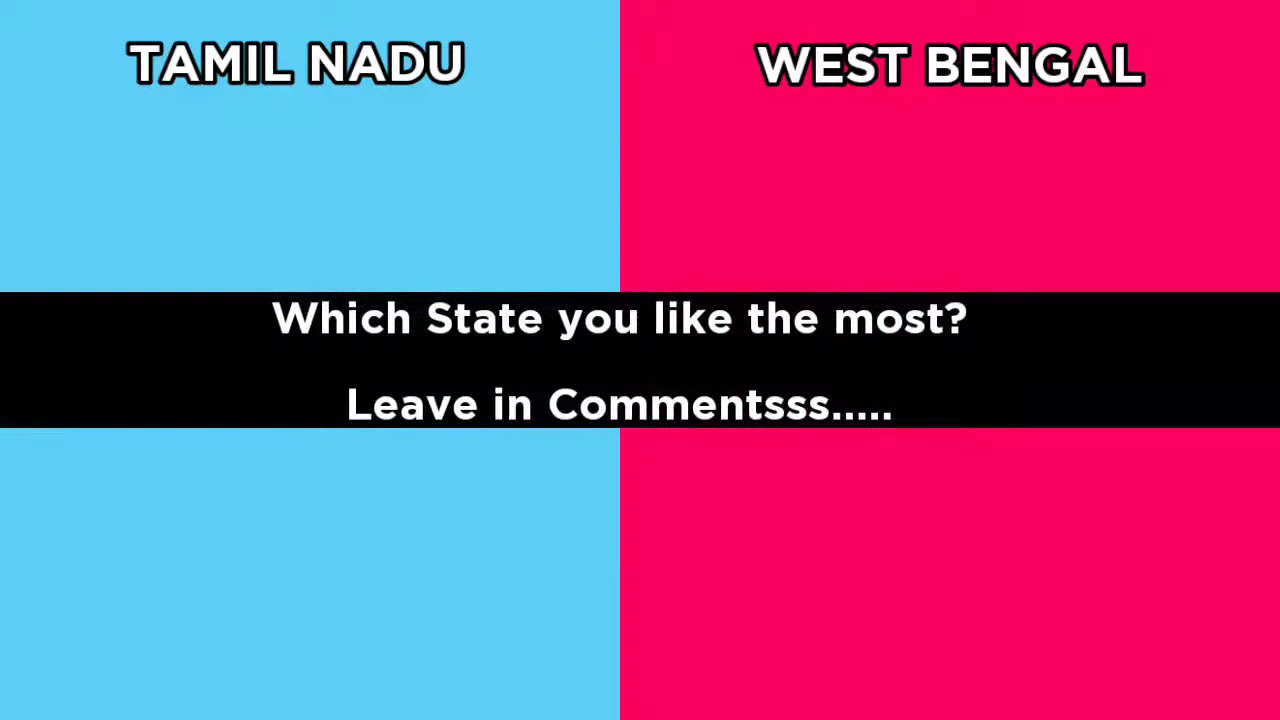 TAMIL NADU
WEST BENGAL
Which State you like the most?
Leave in Commentsss.....